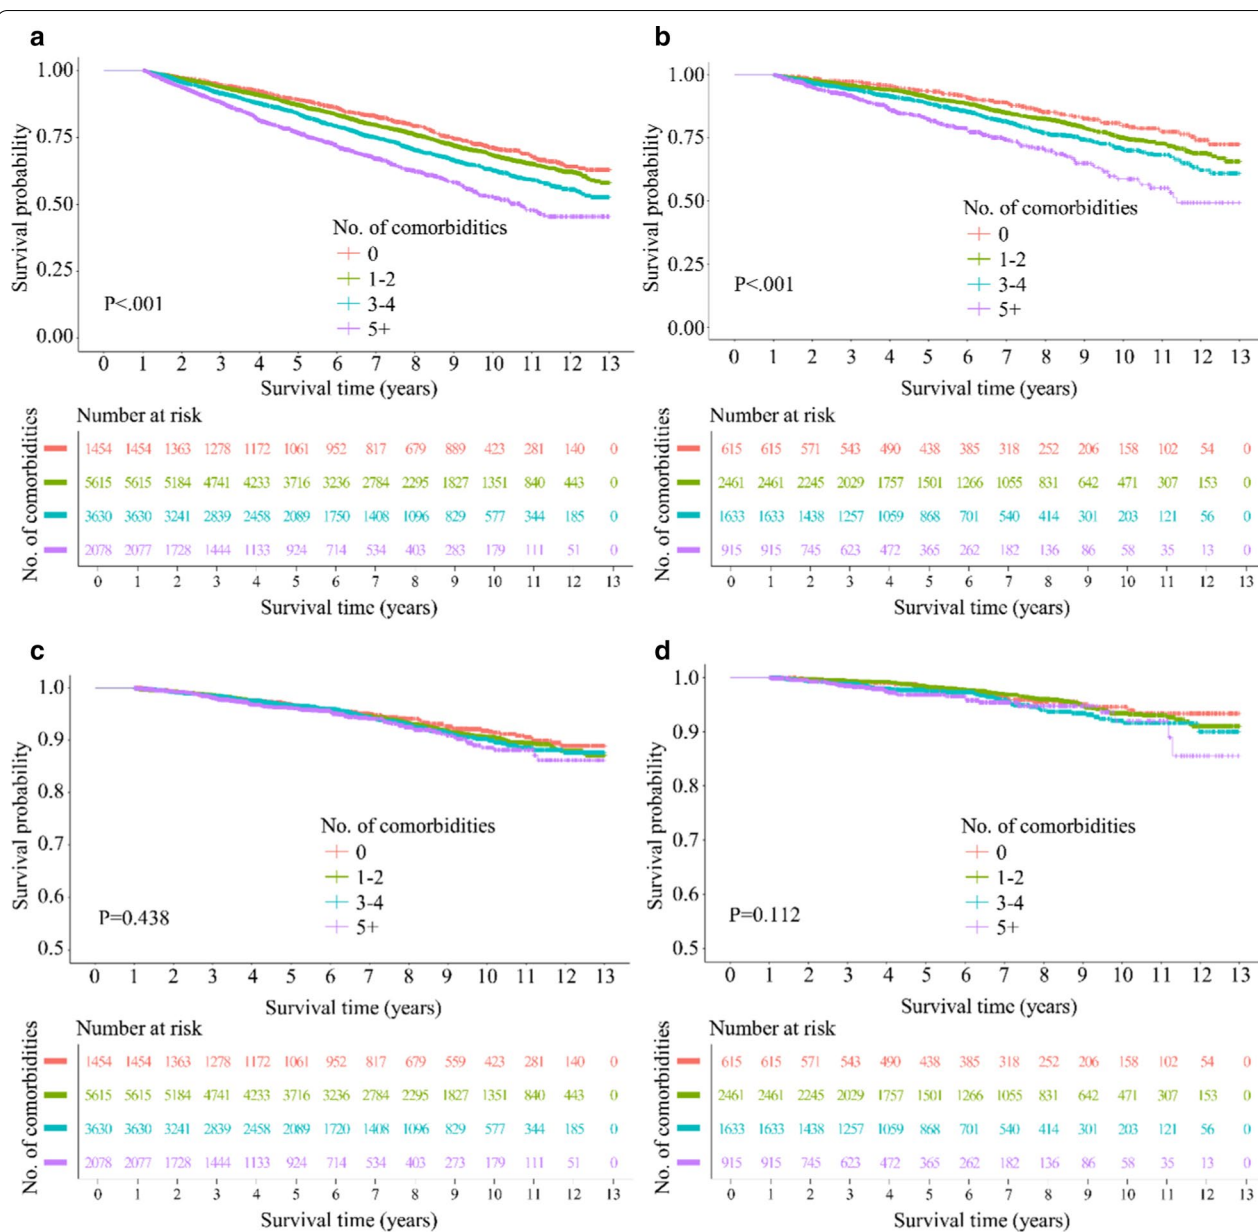 a
1.00
0.75
0.50
0.25
0.00
Survival probability
No. of comorbiditics
0
1-2
3-4
5+
P<.001
0 1 2 3 4 5 6 7 8 9 10 11 12 13
Survival time (years)
Number at risk
No. of comorbidities
1454 1454 1363 1278 1172 1061 952 817 679 889 423 281 140 0
5615 5615 5184 4741 4233 3716 3236 2784 2295 1827 1351 840 443 0
3630 3630 3241 2839 2458 2089 1750 1408 1096 829 577 344 185 0
2078 2077 1728 1444 1133 924 714 534 403 283 179 111 51 0
0 1 2 3 4 5 6 7 8 9 10 11 12 13
Survival time (years)
b
1.00
0.75
0.50
0.25
0.00
Survival probability
No. of comorbidities
0
1-2
3-4
5+
P<.001
0 1 2 3 4 5 6 7 8 9 10 11 12 13
Survival time (years)
Number at risk
No. of comorbidities
615 615 571 543 490 438 385 318 252 206 158 102 54 0
2461 2461 2245 2029 1757 1501 1266 1055 831 642 471 307 153 0
1633 1633 1438 1257 1059 868 701 540 414 301 203 121 56 0
915 915 745 623 472 365 262 182 136 86 58 35 13 0
0 1 2 3 4 5 6 7 8 9 10 11 12 13
Survival time (years)
c
1.0
0.9
0.8
0.7
0.6
0.5
Survival probability
No. of comorbidities
0
1-2
3-4
5+
P=0.438
0 1 2 3 4 5 6 7 8 9 10 11 12 13
Survival time (years)
Number at risk
No. of comorbidities
1454 1454 1363 1278 1172 1061 952 817 679 559 423 281 140 0
5615 5615 5184 4741 4233 3716 3236 2784 2295 1827 1351 840 443 0
3630 3630 3241 2839 2458 2089 1720 1408 1096 829 577 344 185 0
2078 2077 1728 1444 1133 924 714 534 403 273 179 111 51 0
0 1 2 3 4 5 6 7 8 9 10 11 12 13
Survival time (years)
d
1.0
0.9
0.8
0.7
0.6
0.5
Survival probability
No. of comorbidities
0
1-2
3-4
5+
P=0.112
0 1 2 3 4 5 6 7 8 9 10 11 12 13
Survival time (years)
Number at risk
No. of comorbidities
615 615 571 543 490 438 385 318 252 206 158 102 54 0
2461 2461 2245 2029 1757 1501 1266 1055 831 642 471 307 153 0
1633 1633 1438 1257 1059 868 701 540 414 301 203 121 56 0
915 915 745 623 472 365 262 182 136 86 58 35 13 0
0 1 2 3 4 5 6 7 8 9 10 11 12 13
Survival time (years)